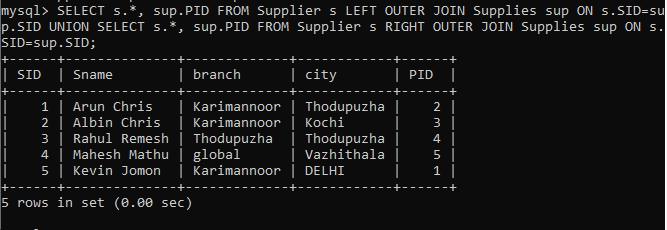 mysql> SELECT s.*, sup.PID FROM Supplier s LEFT OUTER JOIN Supplies sup ON s.SID=su
p.SID UNION SELECT s.*, sup.PID FROM Supplier s RIGHT OUTER JOIN Supplies sup ON s.
SID=sup.SID;
+------+--------------+------------+------------+------+
| SID  | Sname        | branch     | city       | PID  |
+------+--------------+------------+------------+------+
|    1 | Arun Chris   | Karimannoor | Thodupuzha |    2 |
|    2 | Albin Chris  | Karimannoor | Kochi      |    3 |
|    3 | Rahul Remesh | Thodupuzha | Thodupuzha |    4 |
|    4 | Mahesh Mathu | global     | Vazhithala |    5 |
|    5 | Kevin Jomon  | Karimannoor | DELHI      |    1 |
+------+--------------+------------+------------+------+
5 rows in set (0.00 sec)